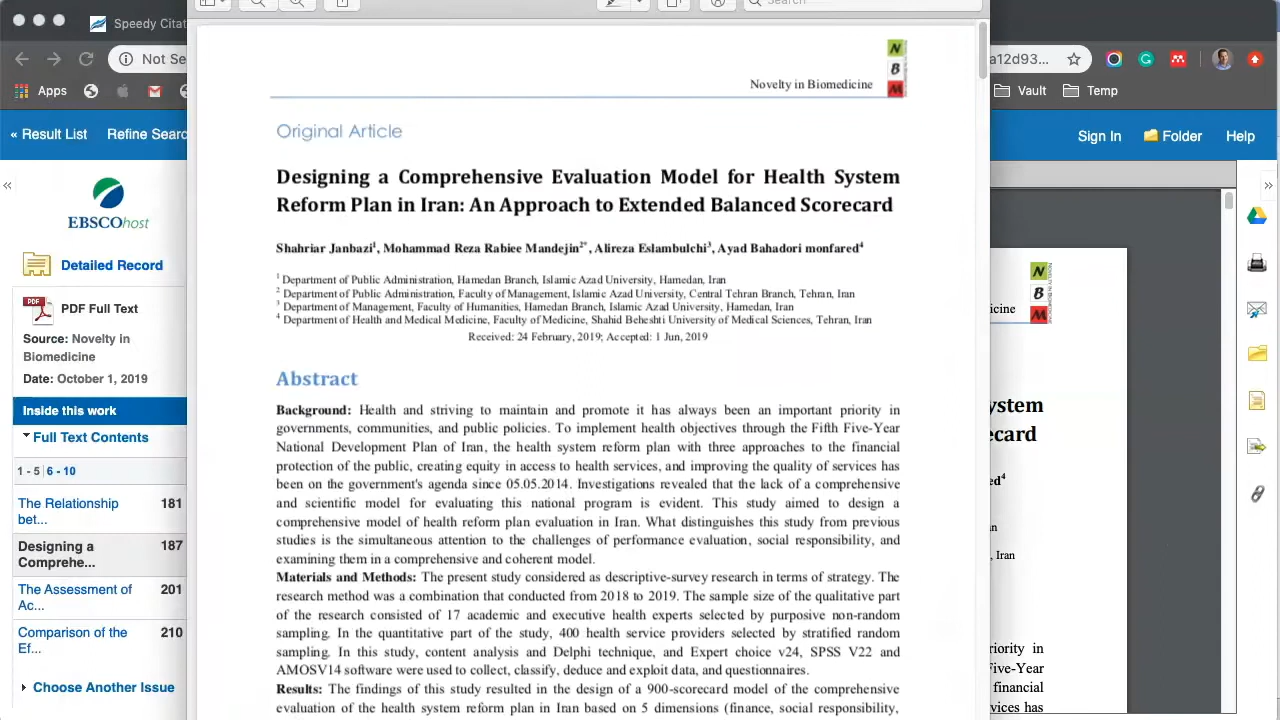 Speedy Citat
Search
Not Se
a12d93...
Apps
Vault
Temp
« Result List
Refine Searc
Sign In
Folder
Help
EBSCOhost
Detailed Record
PDF
PDF Full Text
Source: Novelty in
Biomedicine
Date: October 1, 2019
Inside this work
Full Text Contents
1 - 5 | 6 - 10
The Relationship 181
bet...
Designing a 187
Comprehe...
The Assessment of 201
Ac...
Comparison of the 210
Ef...
Choose Another Issue
Novelty in Biomedicine
N
B
M
Original Article
Designing a Comprehensive Evaluation Model for Health System
Reform Plan in Iran: An Approach to Extended Balanced Scorecard
Shahriar Janbazi1, Mohammad Reza Rabiee Mandejin2*, Alireza Eslambulchi3, Ayad Bahadori monfared4
1 Department of Public Administration, Hamedan Branch, Islamic Azad University, Hamedan, Iran
2 Department of Public Administration, Faculty of Management, Islamic Azad University, Central Tehran Branch, Tehran, Iran
3 Department of Management, Faculty of Humanities, Hamedan Branch, Islamic Azad University, Hamedan, Iran
4 Department of Health and Medical Medicine, Faculty of Medicine, Shahid Beheshti University of Medical Sciences, Tehran, Iran
Received: 24 February, 2019; Accepted: 1 Jun, 2019
Abstract
Background: Health and striving to maintain and promote it has always been an important priority in
governments, communities, and public policies. To implement health objectives through the Fifth Five-Year
National Development Plan of Iran, the health system reform plan with three approaches to the financial
protection of the public, creating equity in access to health services, and improving the quality of services has
been on the government's agenda since 05.05.2014. Investigations revealed that the lack of a comprehensive
and scientific model for evaluating this national program is evident. This study aimed to design a
comprehensive model of health reform plan evaluation in Iran. What distinguishes this study from previous
studies is the simultaneous attention to the challenges of performance evaluation, social responsibility, and
examining them in a comprehensive and coherent model.
Materials and Methods: The present study considered as descriptive-survey research in terms of strategy. The
research method was a combination that conducted from 2018 to 2019. The sample size of the qualitative part
of the research consisted of 17 academic and executive health experts selected by purposive non-random
sampling. In the quantitative part of the study, 400 health service providers selected by stratified random
sampling. In this study, content analysis and Delphi technique, and Expert choice v24, SPSS V22 and
AMOSV14 software were used to collect, classify, deduce and exploit data, and questionnaires.
Results: The findings of this study resulted in the design of a 900-scorecard model of the comprehensive
evaluation of the health system reform plan in Iran based on 5 dimensions (finance, social responsibility,
icine
N
B
M
ystem
ecard
ed4
an
, Iran
riority in
Five-Year
financial
vices has